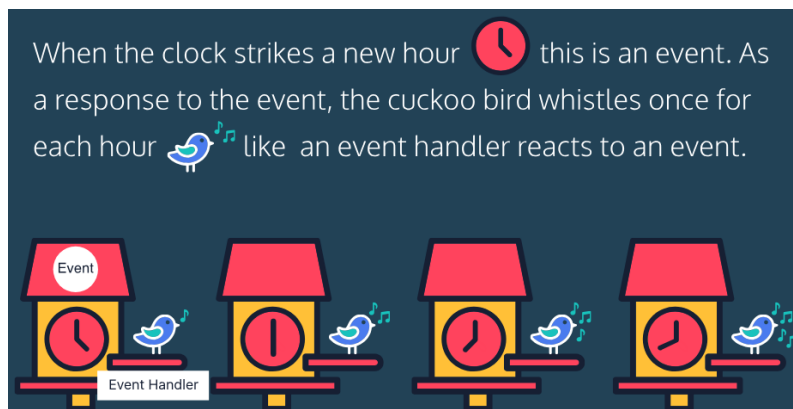 When the clock strikes a new hour this is an event. As
a response to the event, the cuckoo bird whistles once for
each hour like an event handler reacts to an event.
Event
Event Handler